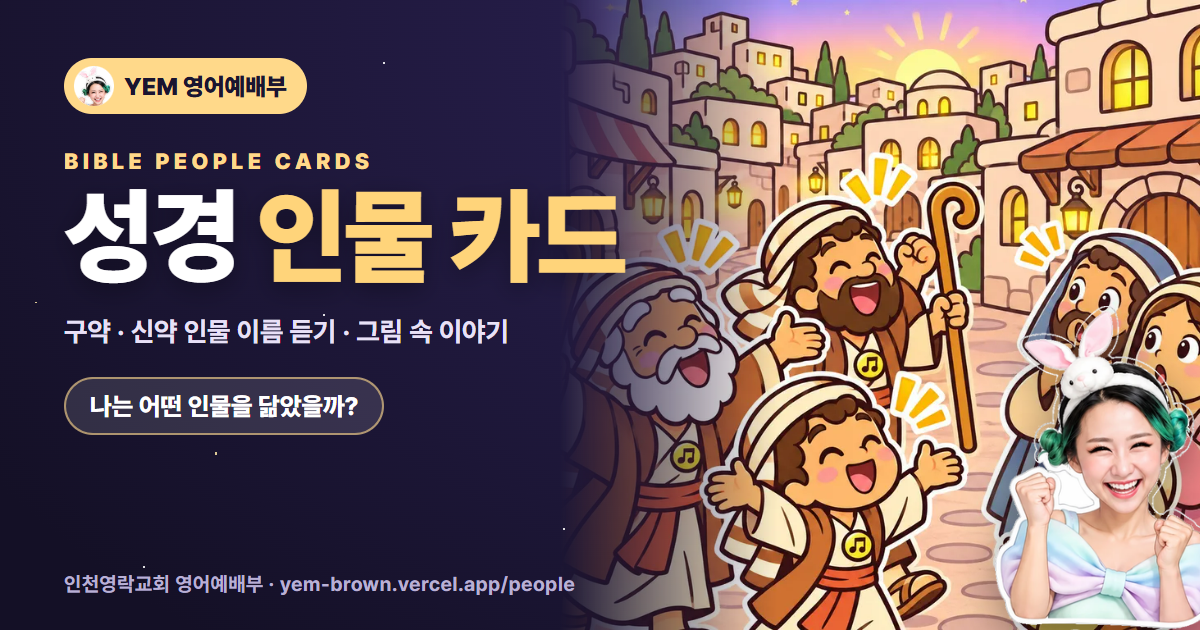 YEM 영어예배부
BIBLE PEOPLE CARDS
성경 인물 카드
구약 · 신약 인물 이름 듣기 · 그림 속 이야기
나는 어떤 인물을 닮았을까?
인천영락교회 영어예배부 · yem-brown.vercel.app/people